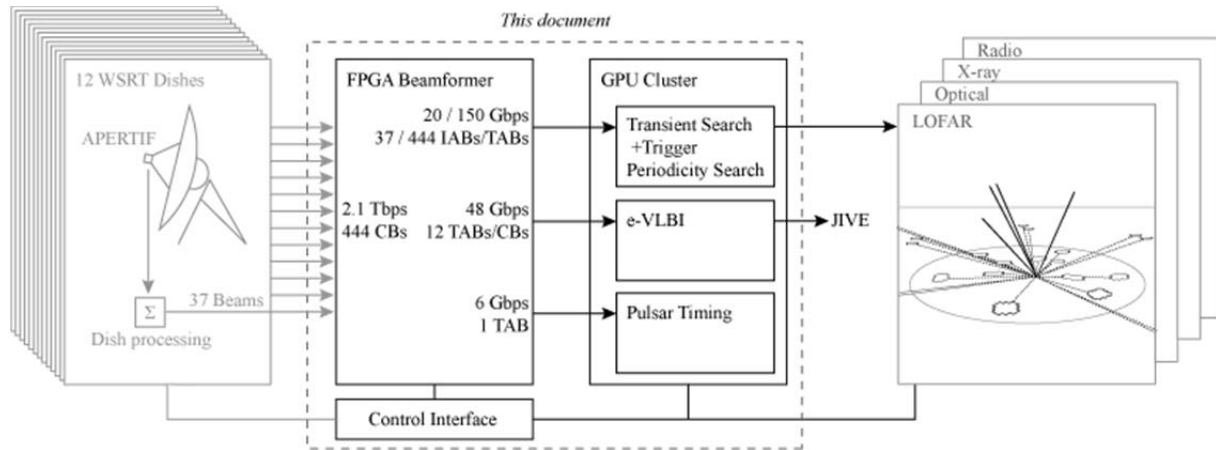 This document
12 WSRT Dishes
APERTIF
Σ
37 Beams
Dish processing
FPGA Beamformer
20 / 150 Gbps
37 / 444 IABs/TABs
2.1 Tbps
444 CBs
48 Gbps
12 TABs/CBs
6 Gbps
1 TAB
GPU Cluster
Transient Search
+Trigger
Periodicity Search
e-VLBI
Pulsar Timing
Control Interface
JIVE
Radio
X-ray
Optical
LOFAR